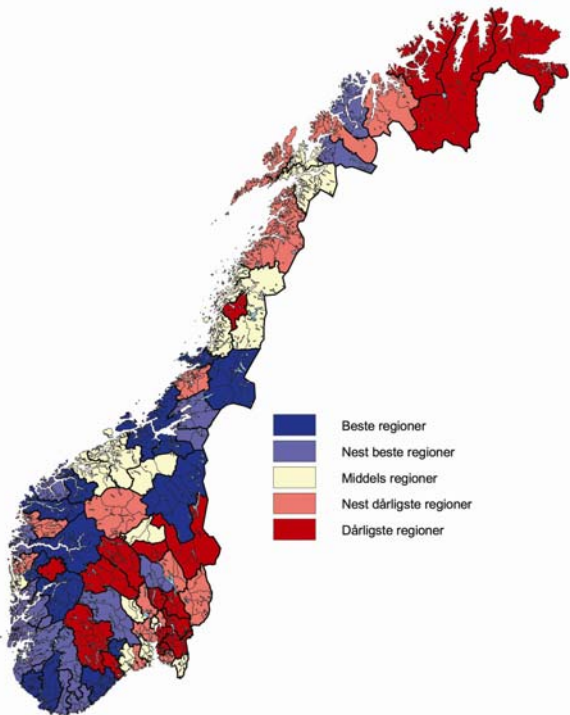 Beste regioner
Nest beste regioner
Middels regioner
Nest dårligste regioner
Dårligste regioner